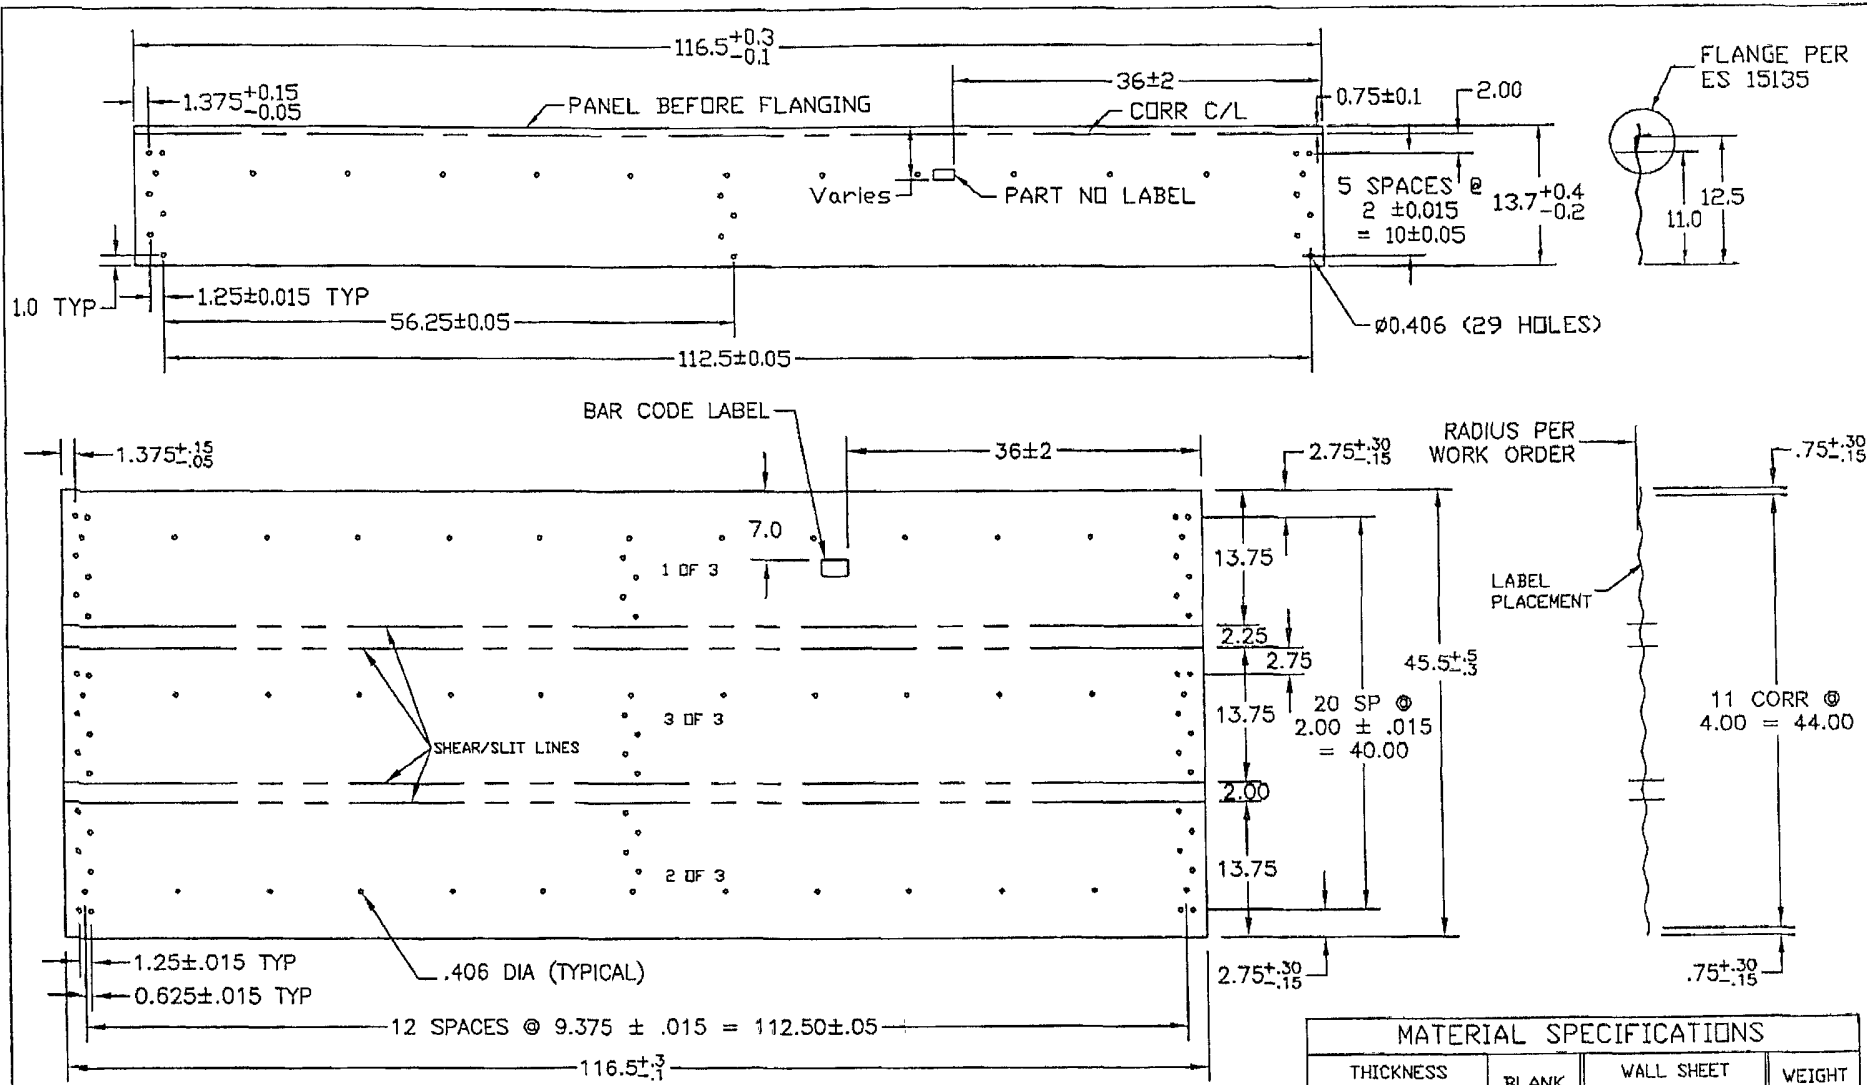 116.5+0.3
-0.1
36±2
FLANGE PER
ES 15135
1.375+0.15
-0.05
PANEL BEFORE FLANGING
CORR C/L
0.75±0.1
2.00
Varies
PART NO LABEL
5 SPACES @
2 ±0.015
= 10±0.05
13.7+0.4
-0.2
11.0
12.5
1.0 TYP
1.25±0.015 TYP
56.25±0.05
Ø0.406 (29 HOLES)
112.5±0.05
BAR CODE LABEL
1.375+.15
-.05
36±2
2.75+.30
-.15
RADIUS PER
WORK ORDER
.75+.30
-.15
7.0
13.75
1 OF 3
LABEL
PLACEMENT
2.25
2.75
45.5+.5
-.3
3 OF 3
13.75
20 SP @
2.00 ± .015
= 40.00
11 CORR @
4.00 = 44.00
SHEAR/SLIT LINES
2.00
13.75
2 OF 3
1.25±.015 TYP
.406 DIA (TYPICAL)
2.75+.30
-.15
.75+.30
-.15
0.625±.015 TYP
12 SPACES @ 9.375 ± .015 = 112.50±.05
116.5+.3
-.1
MATERIAL SPECIFICATIONS
THICKNESS
BLANK
WALL SHEET
WEIGHT